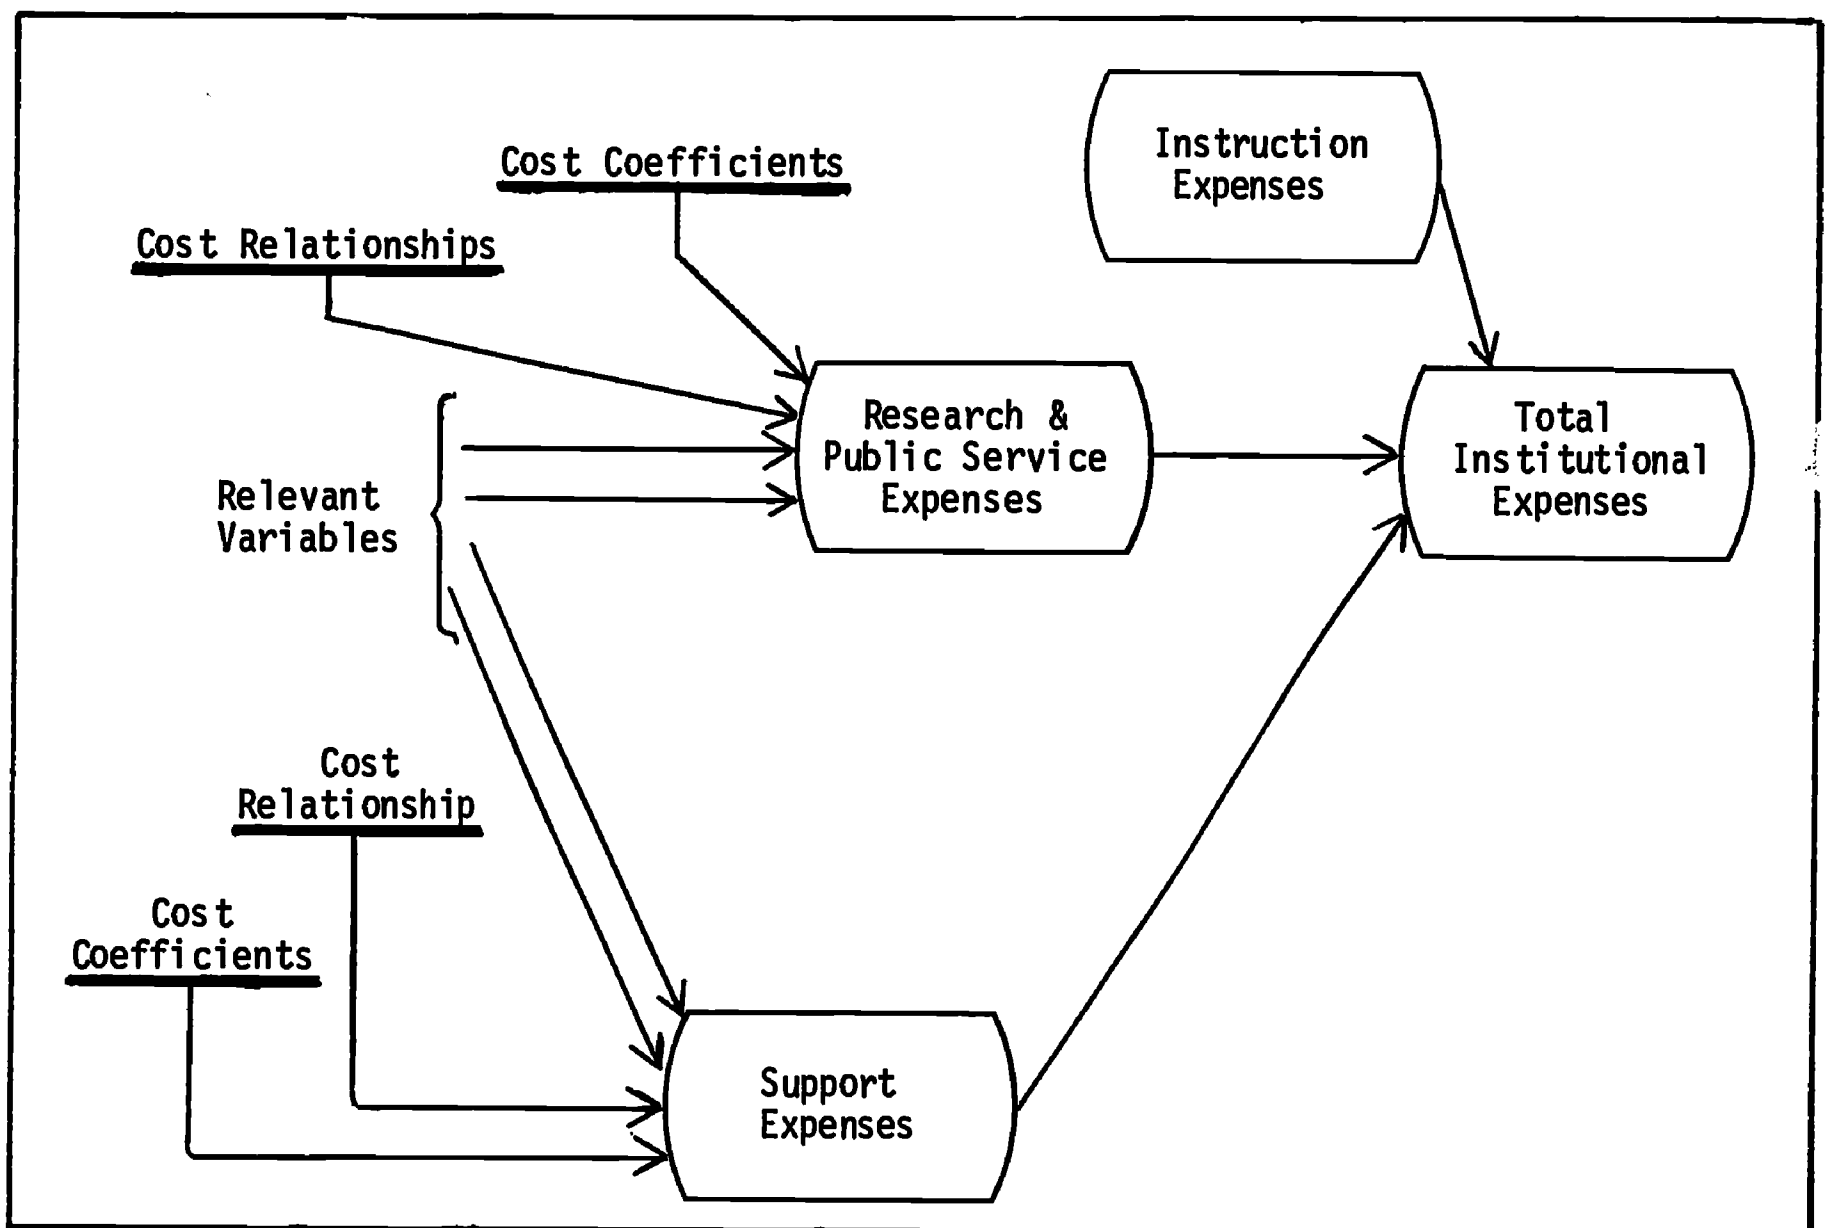 Instruction
Expenses
Cost Coefficients
Cost Relationships
Research &
Public Service
Expenses
Total
Institutional
Expenses
Relevant
Variables
Cost
Relationship
Cost
Coefficients
Support
Expenses